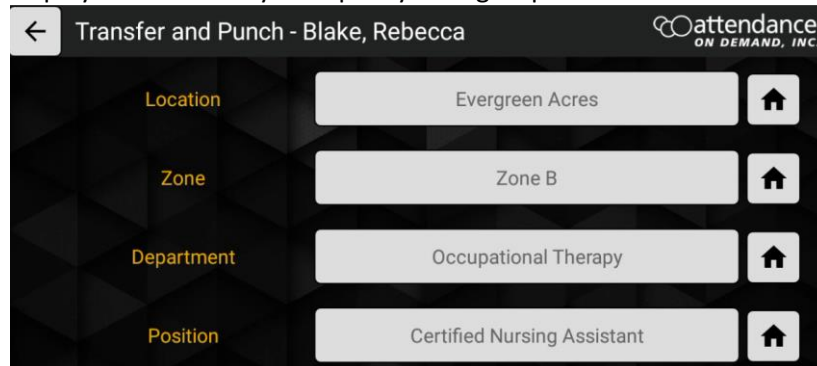 Transfer and Punch - Blake, Rebecca
attendance
ON DEMAND, INC
Location Evergreen Acres
Zone Zone B
Department Occupational Therapy
Position Certified Nursing Assistant